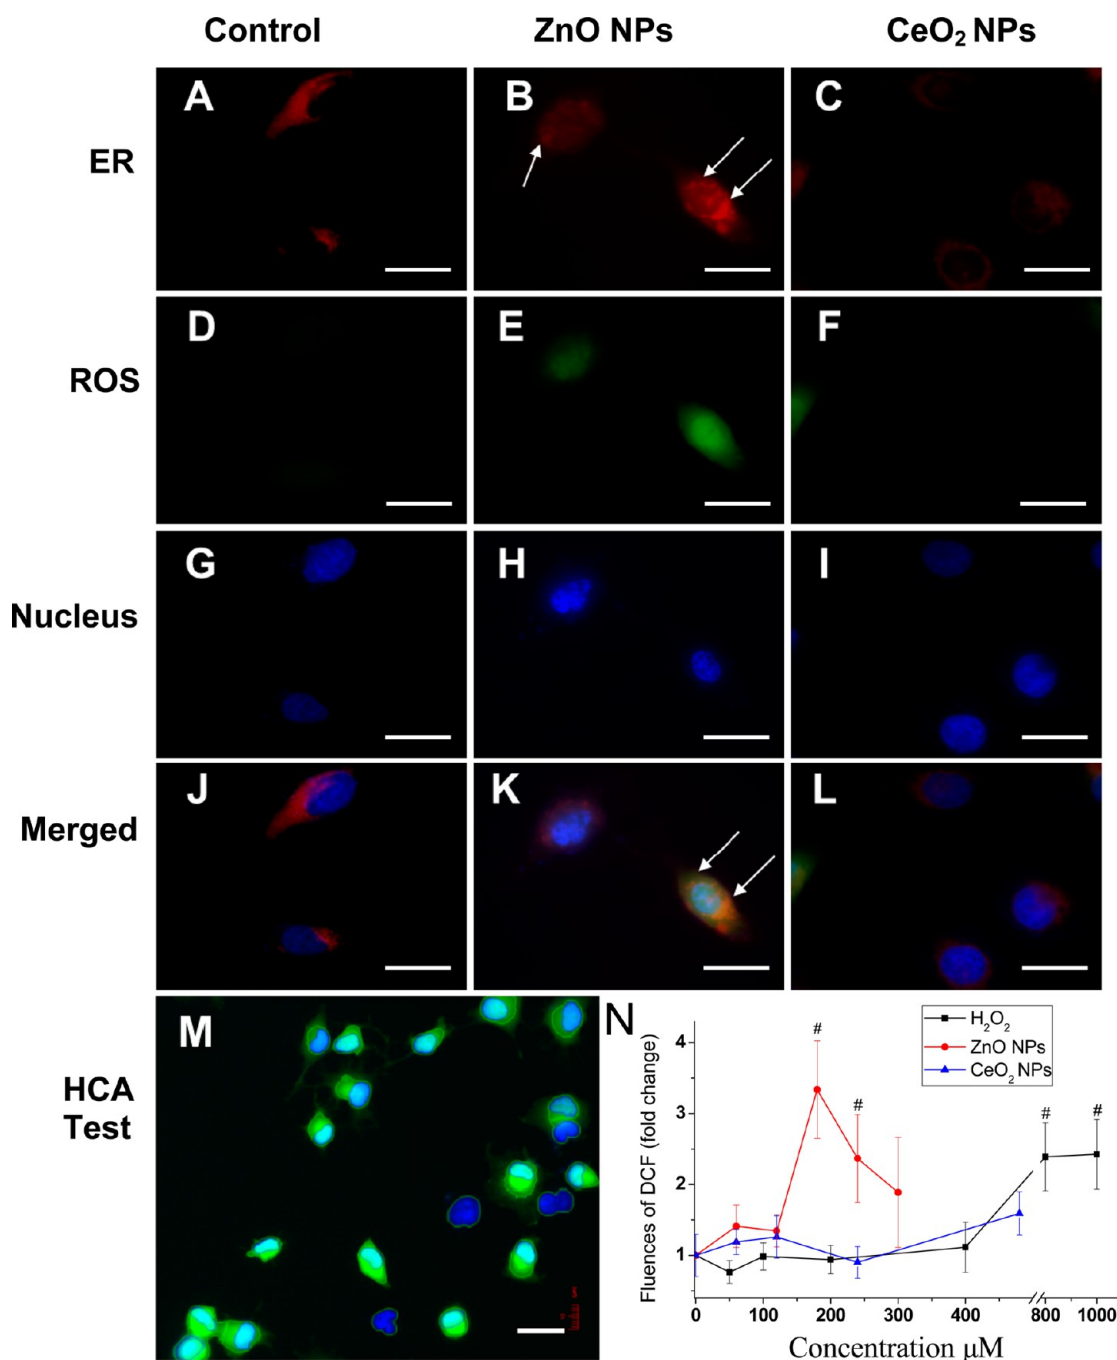 Control ZnO NPs CeO₂ NPs
ER
A B C
ROS
D E F
Nucleus
G H I
Merged
J K L
HCA
Test
M
N
H₂O₂
ZnO NPs
CeO₂ NPs
#
#
# #
Fluences of DCF (fold change)
4
3
2
1
0 100 200 300 400 800 1000
Concentration μM